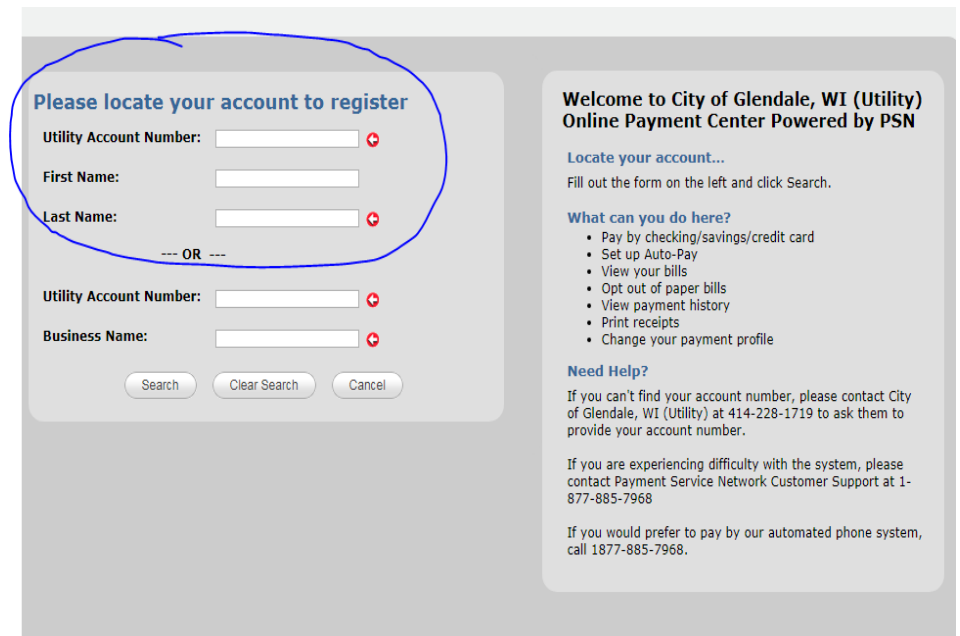 Please locate your account to register
Utility Account Number:
First Name:
Last Name:
--- OR ---
Utility Account Number:
Business Name:
Search Clear Search Cancel
Welcome to City of Glendale, WI (Utility)
Online Payment Center Powered by PSN
Locate your account...
Fill out the form on the left and click Search.
What can you do here?
• Pay by checking/savings/credit card
• Set up Auto-Pay
• View your bills
• Opt out of paper bills
• View payment history
• Print receipts
• Change your payment profile
Need Help?
If you can't find your account number, please contact City
of Glendale, WI (Utility) at 414-228-1719 to ask them to
provide your account number.
If you are experiencing difficulty with the system, please
contact Payment Service Network Customer Support at 1-
877-885-7968
If you would prefer to pay by our automated phone system,
call 1877-885-7968.